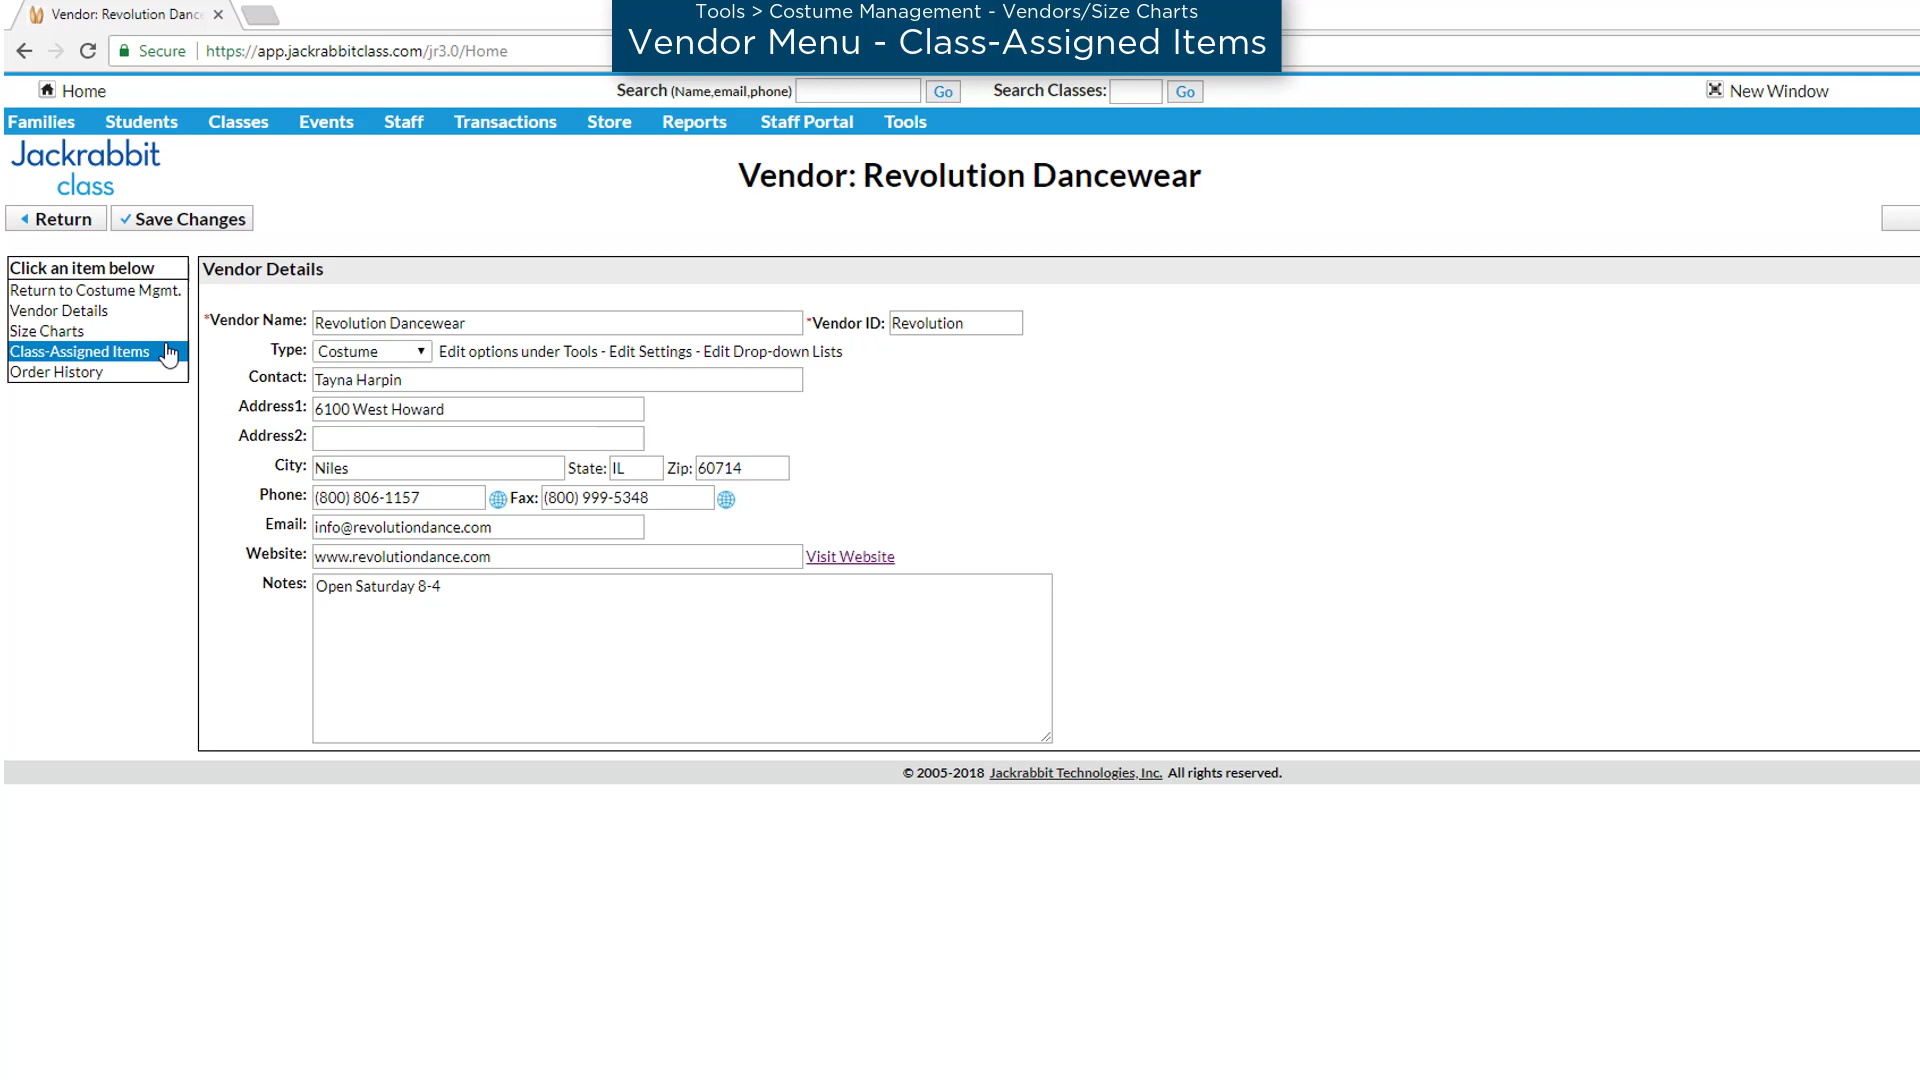 Vendor: Revolution Danc
Tools > Costume Management - Vendors/Size Charts
Vendor Menu - Class-Assigned Items
Secure https://app.jackrabbitclass.com/jr3.0/Home
Home Search (Name,email,phone) Go Search Classes: Go New Window
Families Students Classes Events Staff Transactions Store Reports Staff Portal Tools
Jackrabbit
class
Vendor: Revolution Dancewear
Return Save Changes
Click an item below
Return to Costume Mgmt.
Vendor Details
Size Charts
Class-Assigned Items
Order History
Vendor Details
*Vendor Name: Revolution Dancewear *Vendor ID: Revolution
Type: Costume Edit options under Tools - Edit Settings - Edit Drop-down Lists
Contact: Tayna Harpin
Address1: 6100 West Howard
Address2:
City: Niles State: IL Zip: 60714
Phone: (800) 806-1157 Fax: (800) 999-5348
Email: info@revolutiondance.com
Website: www.revolutiondance.com Visit Website
Notes: Open Saturday 8-4
© 2005-2018 Jackrabbit Technologies, Inc. All rights reserved.